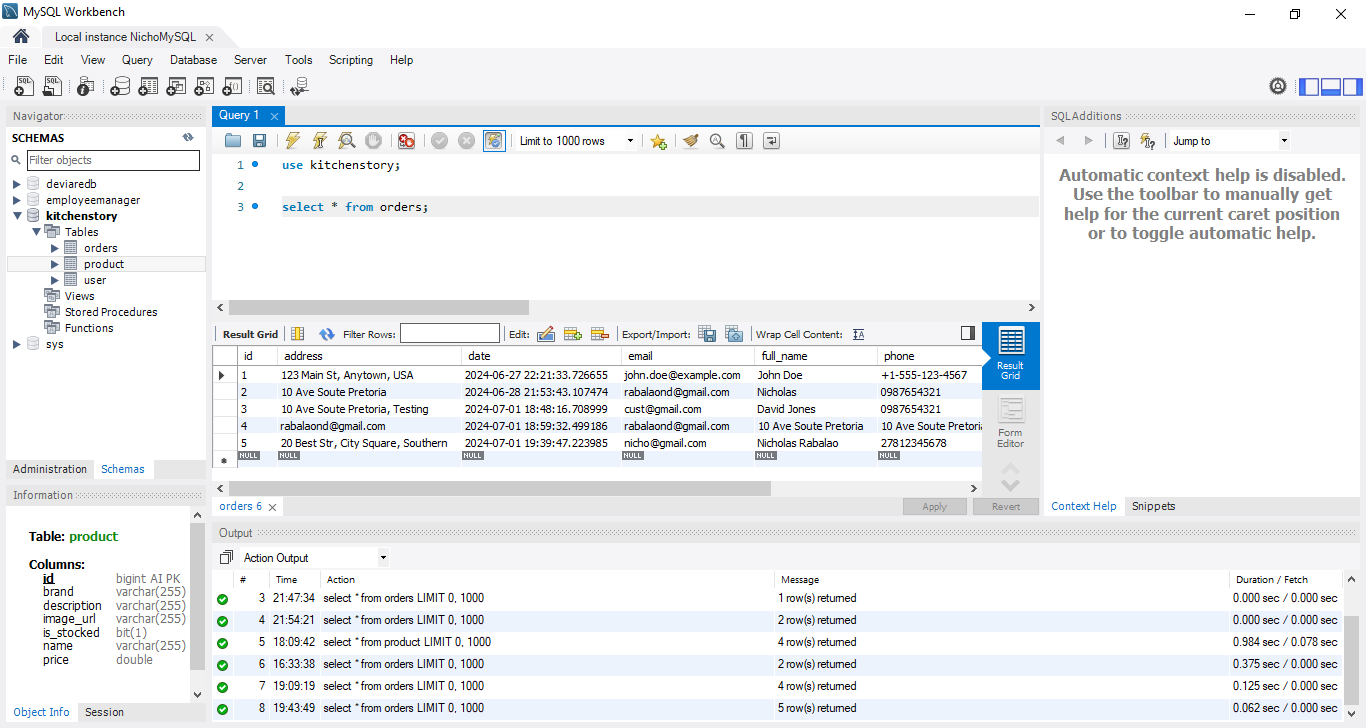 MySQL Workbench
Local instance NichoMySQL
File Edit View Query Database Server Tools Scripting Help
Navigator
SCHEMAS
Filter objects
deviaredb
employeemanager
kitchenstory
Tables
orders
product
user
Views
Stored Procedures
Functions
sys
Administration Schemas
Information
Table: product
Columns:
id bigint AI PK
brand varchar(255)
description varchar(255)
image_url varchar(255)
is_stocked bit(1)
name varchar(255)
price double
Object Info Session
Query 1
Limit to 1000 rows
1 use kitchenstory;
2
3 select * from orders;
Result Grid Filter Rows: Edit: Export/Import: Wrap Cell Content:
id address date email full_name phone
1 123 Main St, Anytown, USA 2024-06-27 22:21:33.726655 john.doe@example.com John Doe +1-555-123-4567
2 10 Ave Soute Pretoria 2024-06-28 21:53:43.107474 rabalaond@gmail.com Nicholas 0987654321
3 10 Ave Soute Pretoria, Testing 2024-07-01 18:48:16.708999 cust@gmail.com David Jones 0987654321
4 rabalaond@gmail.com 2024-07-01 18:59:32.499186 rabalaond@gmail.com 10 Ave Soute Pretoria 10 Ave Soute Pretoria
5 20 Best Str, City Square, Southern 2024-07-01 19:39:47.223985 nicho@gmail.com Nicholas Rabalao 27812345678
NULL NULL NULL NULL NULL NULL
Result Grid
Form Editor
orders 6
Apply Revert
SQLAdditions
Jump to
Automatic context help is disabled.
Use the toolbar to manually get
help for the current caret position
or to toggle automatic help.
Context Help Snippets
Output
Action Output
# Time Action Message Duration / Fetch
3 21:47:34 select * from orders LIMIT 0, 1000 1 row(s) returned 0.000 sec / 0.000 sec
4 21:54:21 select * from orders LIMIT 0, 1000 2 row(s) returned 0.000 sec / 0.000 sec
5 18:09:42 select * from product LIMIT 0, 1000 4 row(s) returned 0.984 sec / 0.078 sec
6 16:33:38 select * from orders LIMIT 0, 1000 2 row(s) returned 0.375 sec / 0.000 sec
7 19:09:19 select * from orders LIMIT 0, 1000 4 row(s) returned 0.125 sec / 0.000 sec
8 19:43:49 select * from orders LIMIT 0, 1000 5 row(s) returned 0.062 sec / 0.000 sec